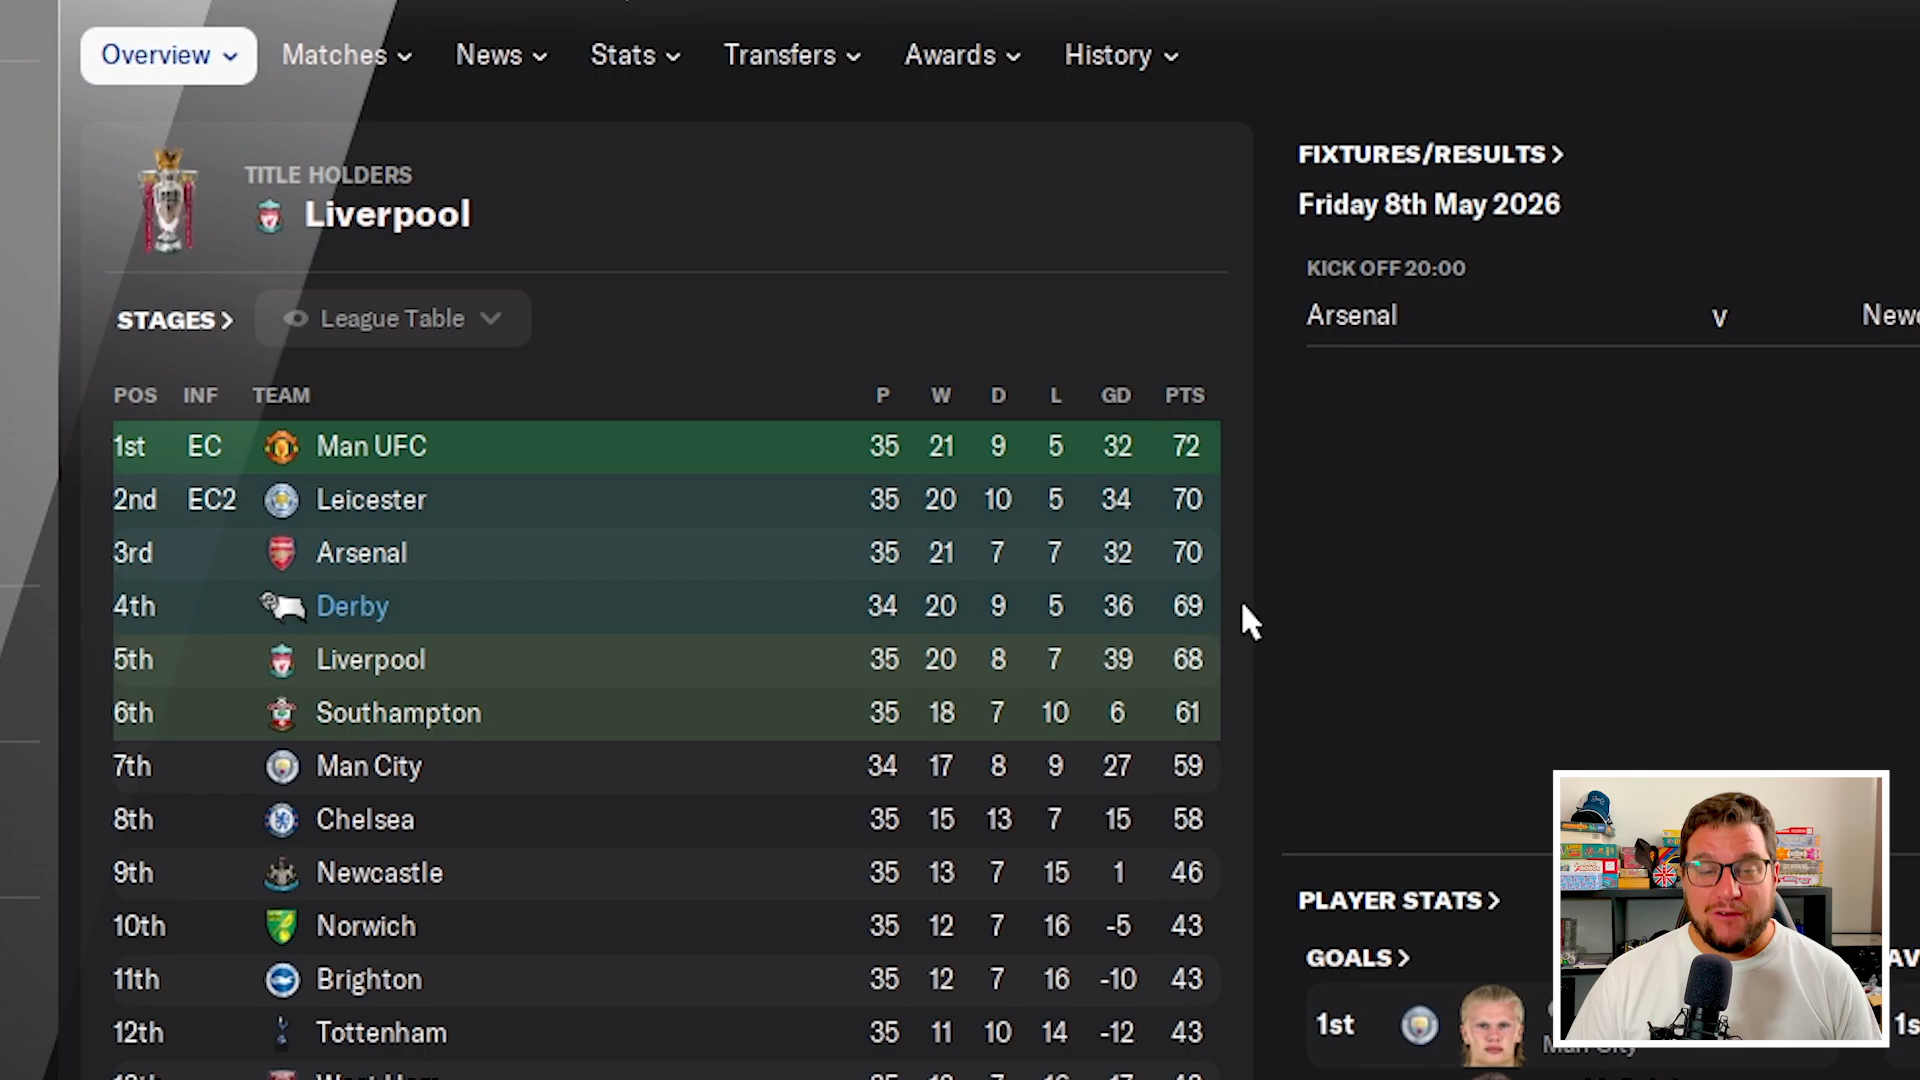 Overview Matches News Stats Transfers Awards History
TITLE HOLDERS
Liverpool
STAGES League Table
POS INF TEAM P W D L GD PTS
1st EC Man UFC 35 21 9 5 32 72
2nd EC2 Leicester 35 20 10 5 34 70
3rd Arsenal 35 21 7 7 32 70
4th Derby 34 20 9 5 36 69
5th Liverpool 35 20 8 7 39 68
6th Southampton 35 18 7 10 6 61
7th Man City 34 17 8 9 27 59
8th Chelsea 35 15 13 7 15 58
9th Newcastle 35 13 7 15 1 46
10th Norwich 35 12 7 16 -5 43
11th Brighton 35 12 7 16 -10 43
12th Tottenham 35 11 10 14 -12 43
FIXTURES/RESULTS
Friday 8th May 2026
KICK OFF 20:00
Arsenal v Newc
PLAYER STATS
GOALS AV
1st 1s
Man City